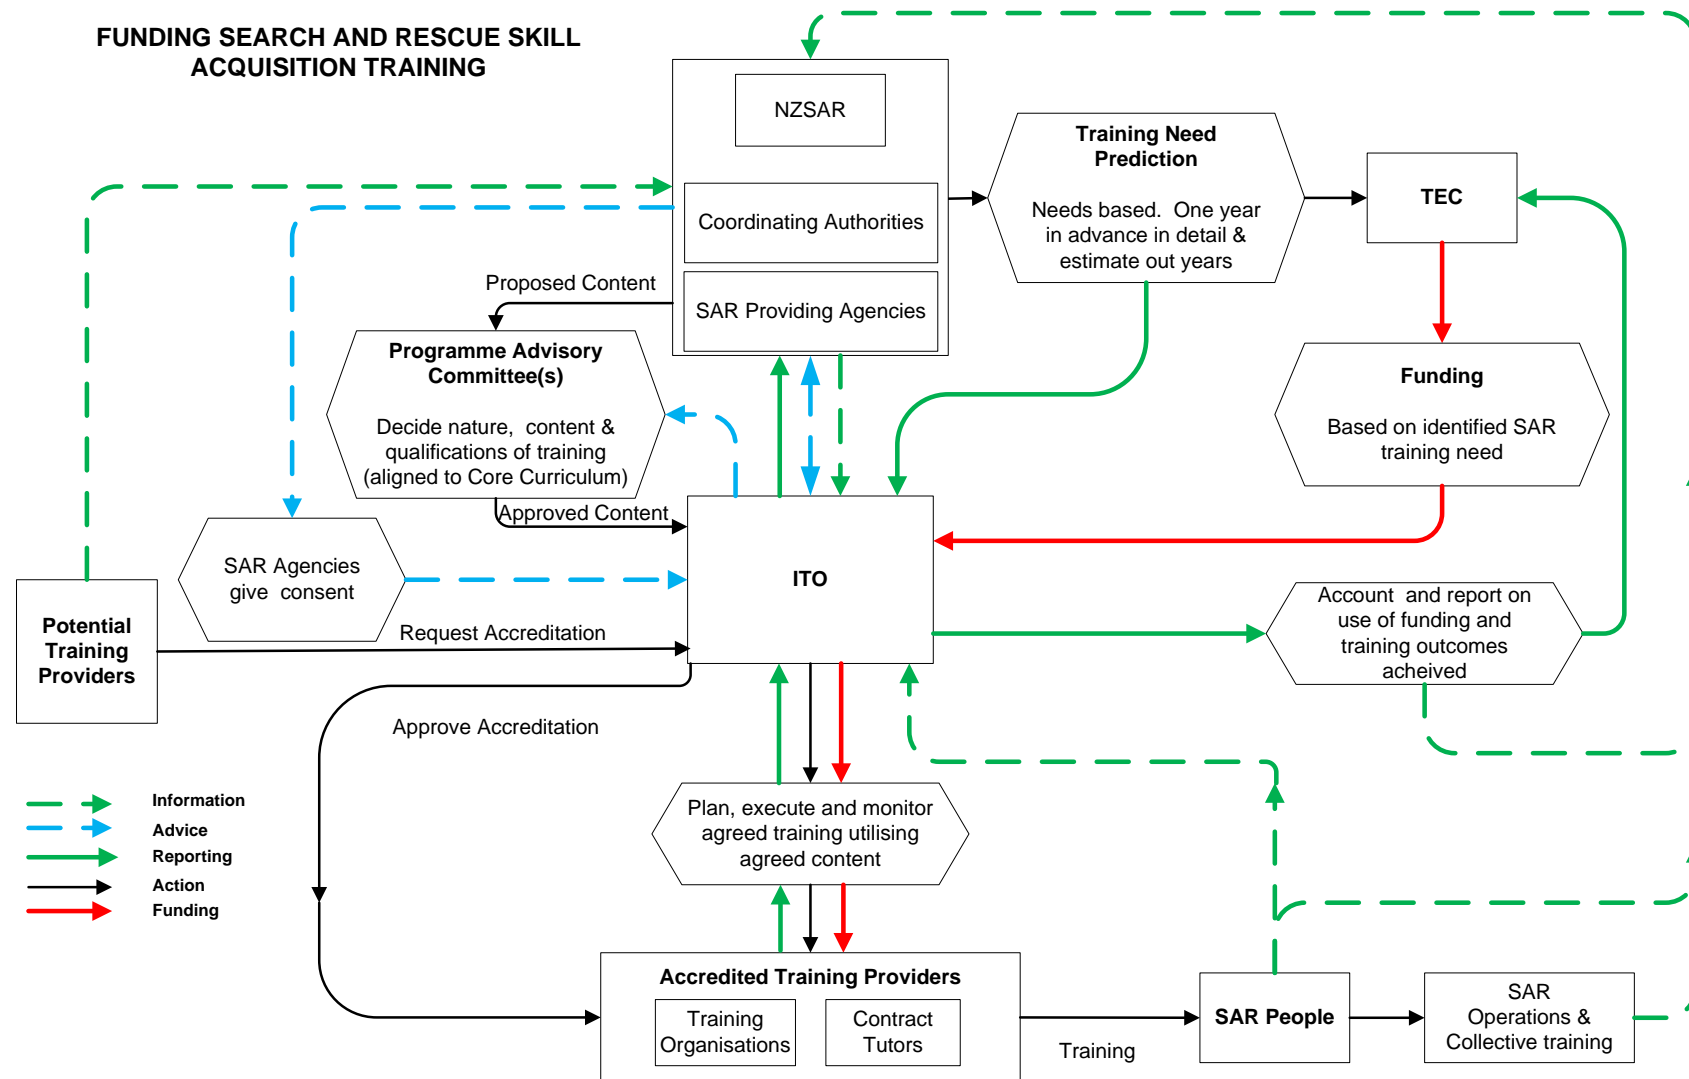 FUNDING SEARCH AND RESCUE SKILL
ACQUISITION TRAINING
NZSAR
Coordinating Authorities
SAR Providing Agencies
Training Need
Prediction
Needs based.  One year
in advance in detail &
estimate out years
TEC
Proposed Content
Programme Advisory
Committee(s)
Decide nature,  content &
qualifications of training
(aligned to Core Curriculum)
Approved Content
Funding
Based on identified SAR
training need
SAR Agencies
give  consent
ITO
Potential
Training
Providers
Request Accreditation
Account  and report on
use of funding and
training outcomes
acheived
Approve Accreditation
Information
Advice
Reporting
Action
Funding
Plan, execute and monitor
agreed training utilising
agreed content
Accredited Training Providers
Training
Organisations
Contract
Tutors
Training
SAR People
SAR
Operations &
Collective training